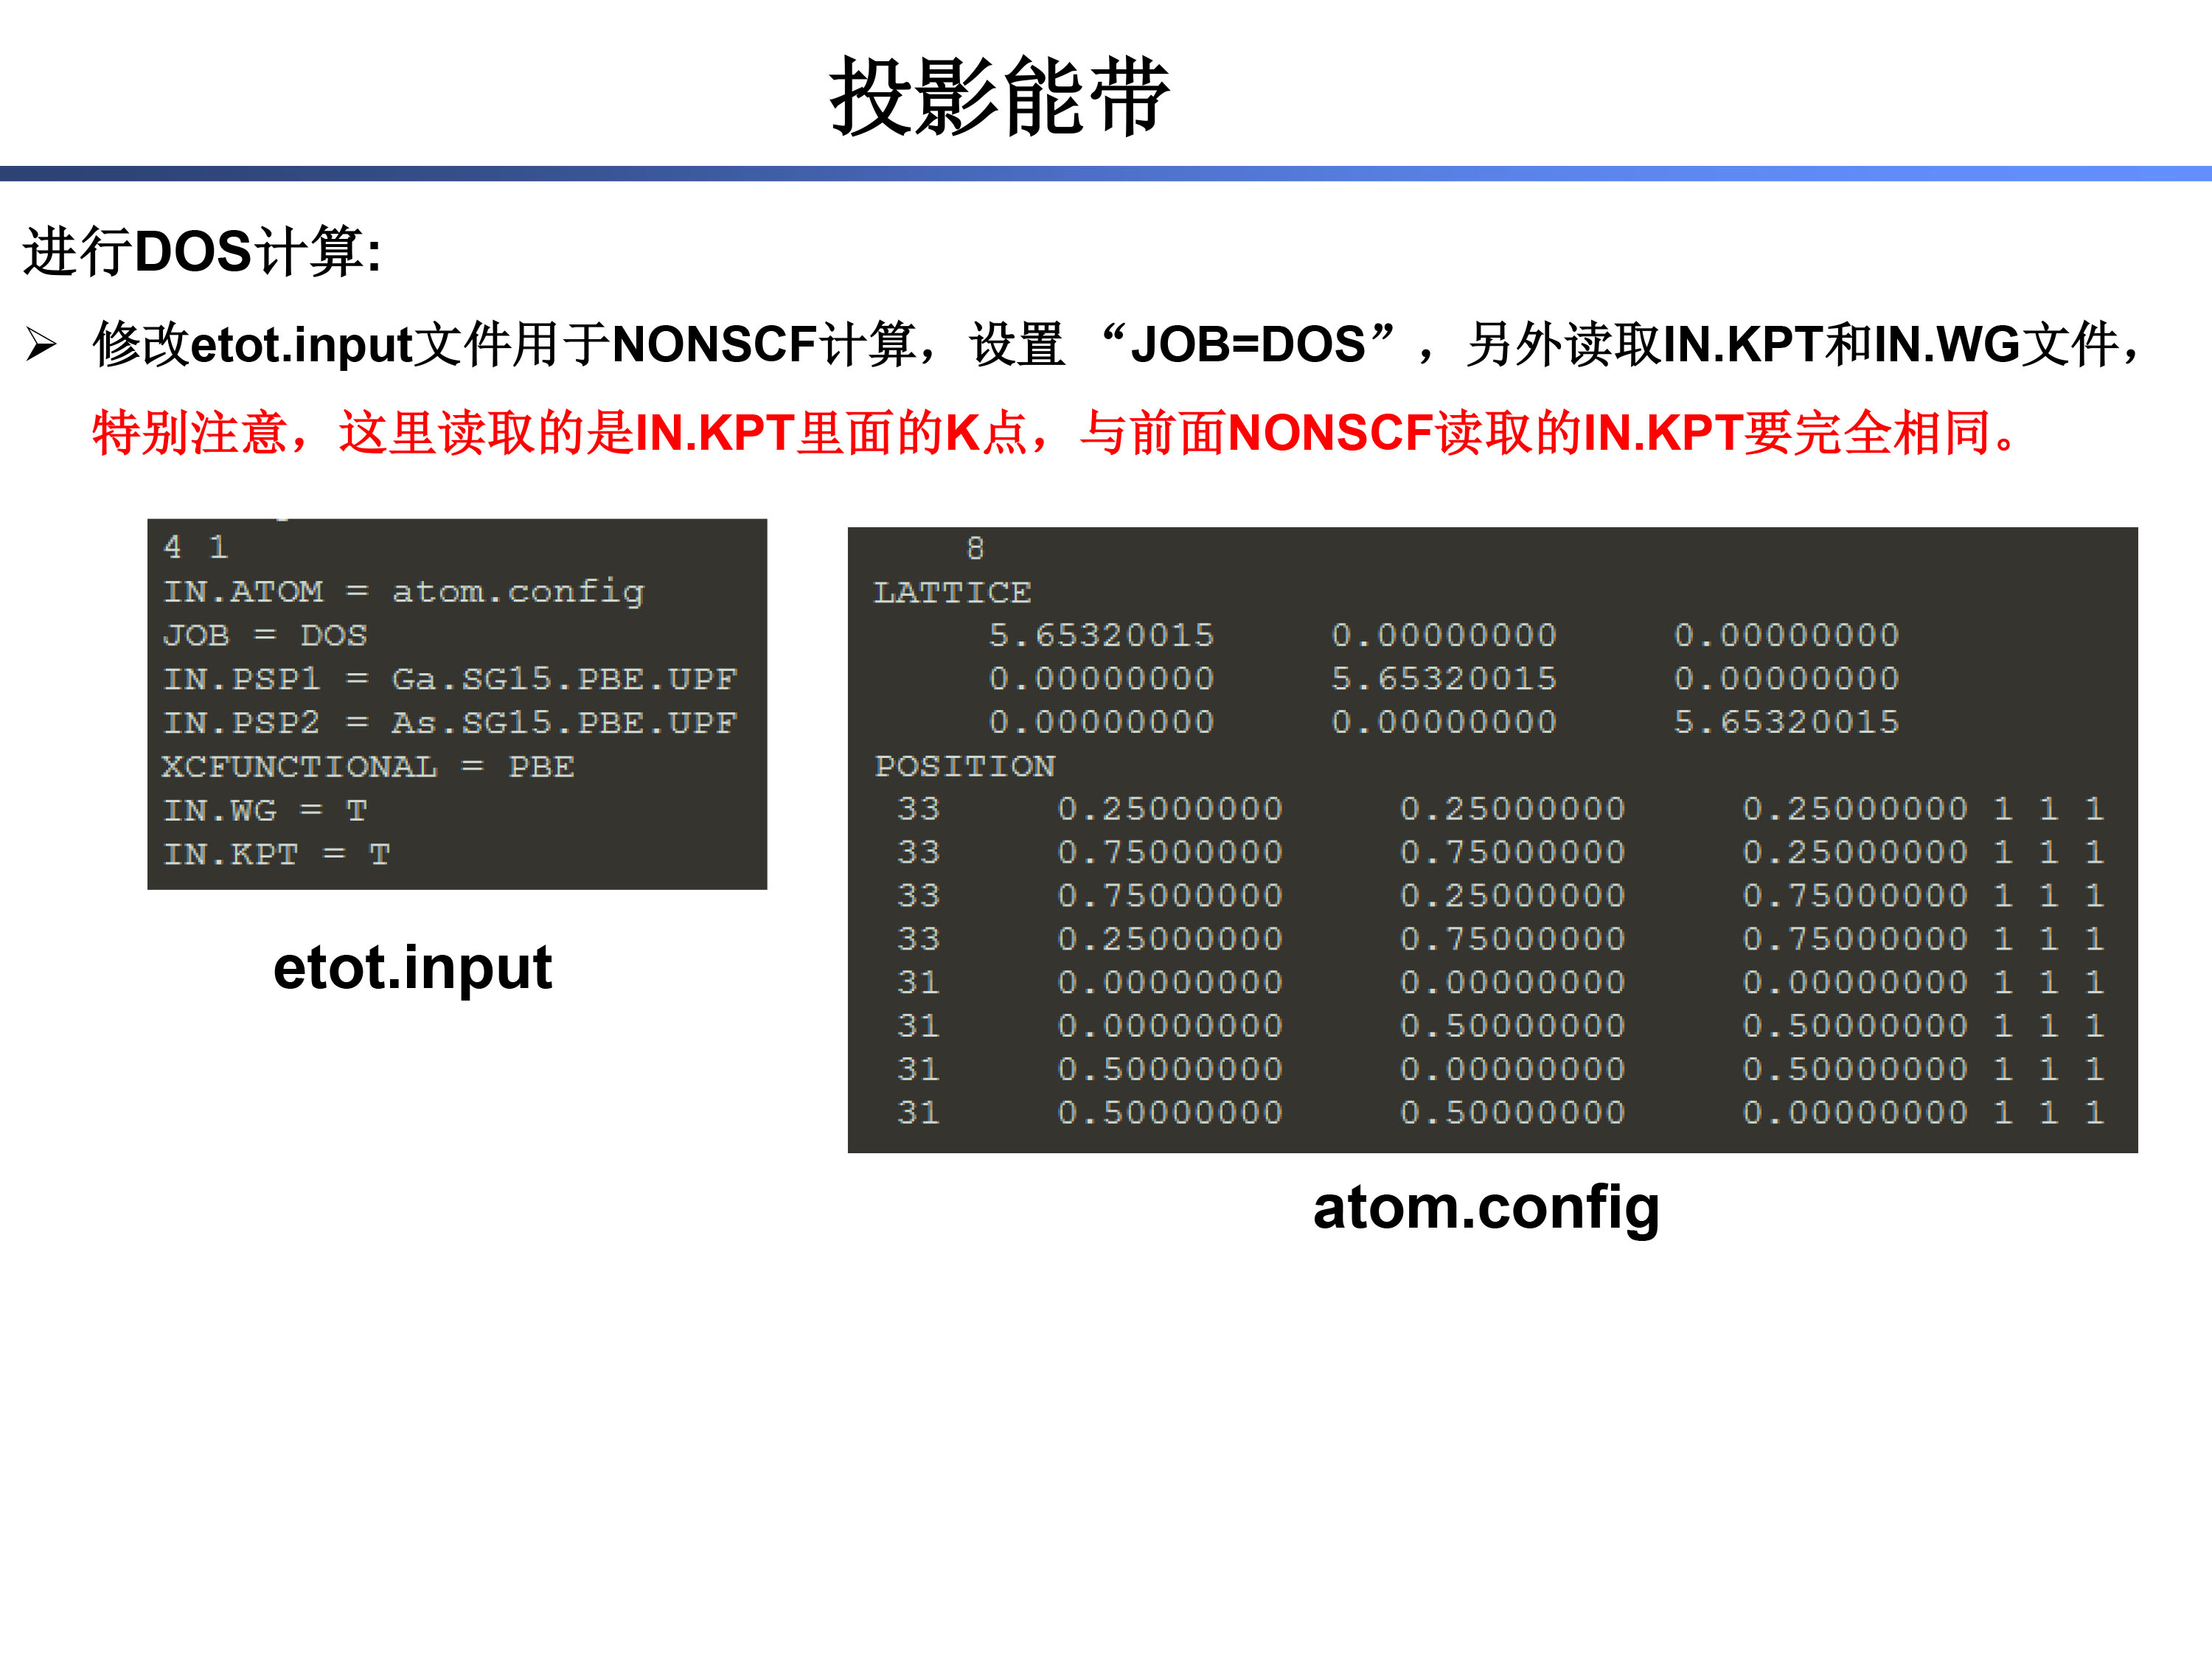 投影能带
进行DOS计算:
➢ 修改etot.input文件用于NONSCF计算，设置 “JOB=DOS”，另外读取IN.KPT和IN.WG文件，
特别注意，这里读取的是IN.KPT里面的K点，与前面NONSCF读取的IN.KPT要完全相同。
4 1
IN.ATOM = atom.config
JOB = DOS
IN.PSP1 = Ga.SG15.PBE.UPF
IN.PSP2 = As.SG15.PBE.UPF
XCFUNCTIONAL = PBE
IN.WG = T
IN.KPT = T
etot.input
8
LATTICE
5.65320015 0.00000000 0.00000000
0.00000000 5.65320015 0.00000000
0.00000000 0.00000000 5.65320015
POSITION
33 0.25000000 0.25000000 0.25000000 1 1 1
33 0.75000000 0.75000000 0.25000000 1 1 1
33 0.75000000 0.25000000 0.75000000 1 1 1
33 0.25000000 0.75000000 0.75000000 1 1 1
31 0.00000000 0.00000000 0.00000000 1 1 1
31 0.00000000 0.50000000 0.50000000 1 1 1
31 0.50000000 0.00000000 0.50000000 1 1 1
31 0.50000000 0.50000000 0.00000000 1 1 1
atom.config